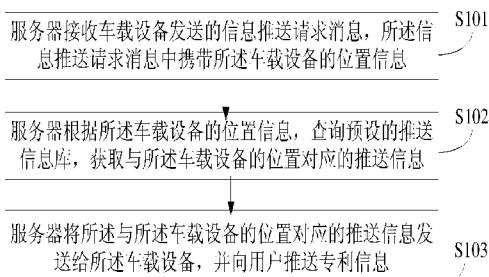 服务器接收车载设备发送的信息推送请求消息，所述信
息推送请求消息中携带所述车载设备的位置信息
S101
服务器根据所述车载设备的位置信息，查询预设的推送
信息库，获取与所述车载设备的位置对应的推送信息
S102
服务器将所述与所述车载设备的位置对应的推送信息发
送给所述车载设备，并向用户推送专利信息
S103